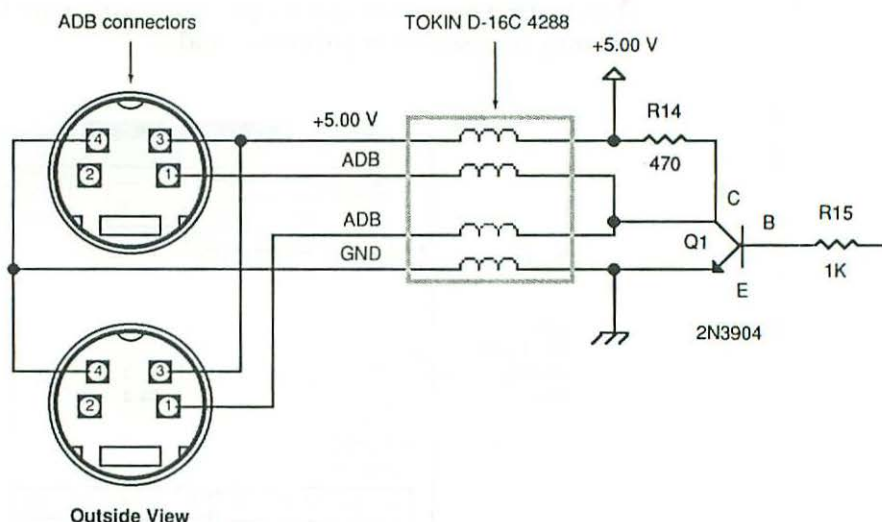 ADB connectors
TOKIN D-16C 4288
+5.00 V
R14
470
+5.00 V
4
3
ADB
2
1
C
B
R15
ADB
Q1
GND
E
1K
2N3904
4
3
2
1
Outside View